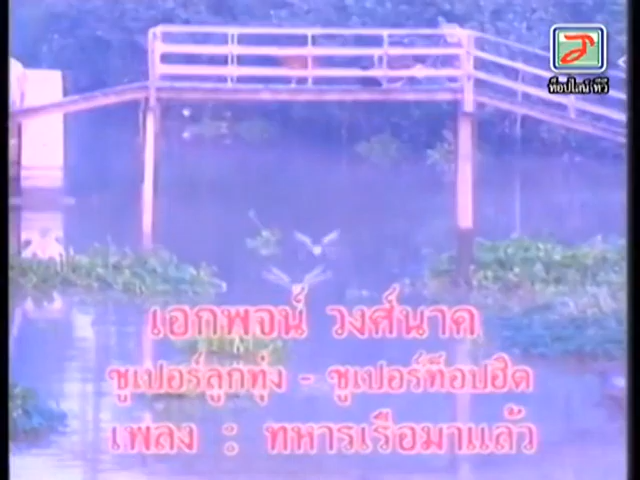 ท็อปไลน์ ทีวี
เอกพจน์ วงศ์นาค
ซูเปอร์ลูกทุ่ง - ซูเปอร์ท็อปฮิต
เพลง : ทหารเรือมาแล้ว